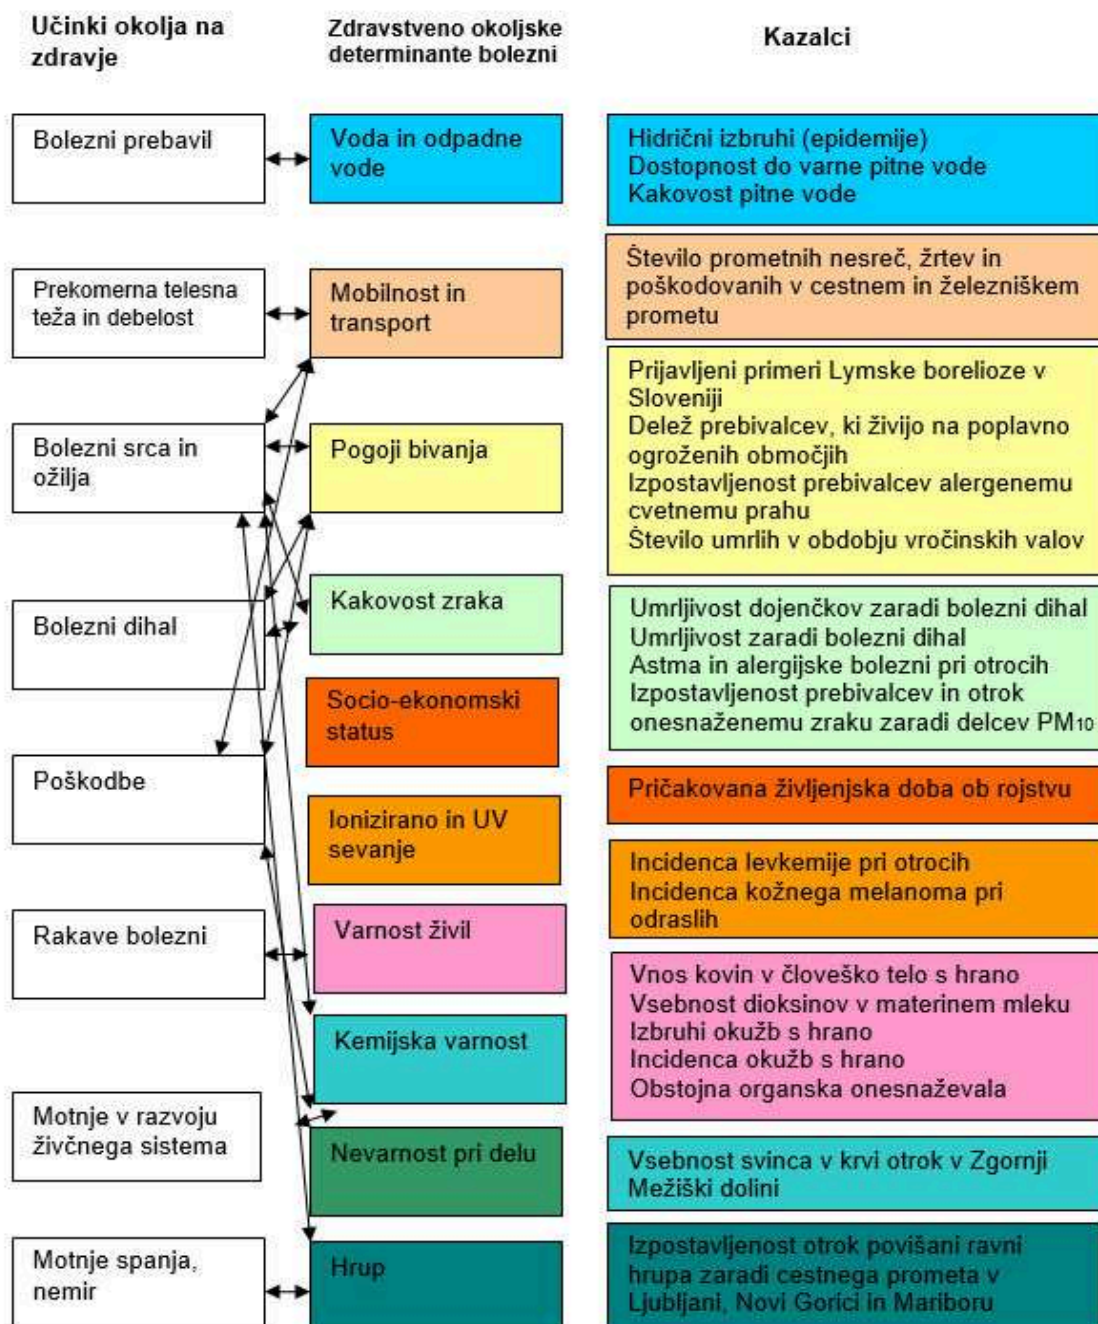 Učinki okolja na
zdravje
Zdravstveno okoljske
determinante bolezni
Kazalci
Bolezni prebavil
Voda in odpadne
vode
Hidrični izbruhi (epidemije)
Dostopnost do varne pitne vode
Kakovost pitne vode
Prekomerna telesna
teža in debelost
Mobilnost in
transport
Število prometnih nesreč, žrtev in
poškodovanih v cestnem in železniškem
prometu
Bolezni srca in
ožilja
Pogoji bivanja
Prijavljeni primeri Lymske borelioze v
Sloveniji
Delež prebivalcev, ki živijo na poplavno
ogroženih območjih
Izpostavljenost prebivalcev alergenemu
cvetnemu prahu
Število umrlih v obdobju vročinskih valov
Bolezni dihal
Kakovost zraka
Umrljivost dojenčkov zaradi bolezni dihal
Umrljivost zaradi bolezni dihal
Astma in alergijske bolezni pri otrocih
Izpostavljenost prebivalcev in otrok
onesnaženemu zraku zaradi delcev PM10
Socio-ekonomski
status
Pričakovana življenjska doba ob rojstvu
Poškodbe
Ionizirano in UV
sevanje
Incidenca levkemije pri otrocih
Incidenca kožnega melanoma pri
odraslih
Rakave bolezni
Varnost živil
Vnos kovin v človeško telo s hrano
Vsebnost dioksinov v materinem mleku
Izbruhi okužb s hrano
Incidenca okužb s hrano
Obstojna organska onesnaževala
Kemijska varnost
Motnje v razvoju
živčnega sistema
Nevarnost pri delu
Vsebnost svinca v krvi otrok v Zgornji
Mežiški dolini
Motnje spanja,
nemir
Hrup
Izpostavljenost otrok povišani ravni
hrupa zaradi cestnega prometa v
Ljubljani, Novi Gorici in Mariboru